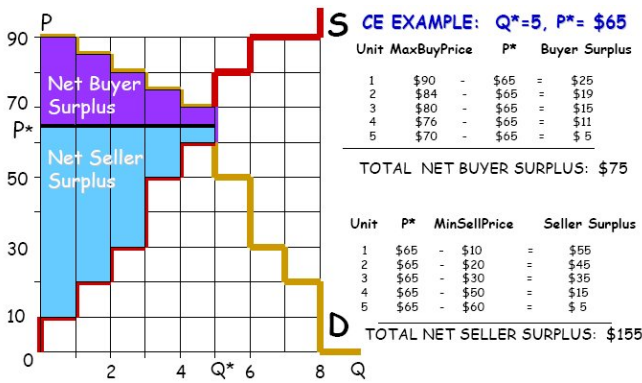 P
S
CE EXAMPLE: Q*=5, P*= $65
90
Unit MaxBuyPrice P* Buyer Surplus
Net Buyer
Surplus
1 $90 - $65 = $25
2 $84 - $65 = $19
3 $80 - $65 = $15
4 $76 - $65 = $11
5 $70 - $65 = $ 5
70
P*
TOTAL NET BUYER SURPLUS: $75
Net Seller
Surplus
50
Unit P* MinSellPrice Seller Surplus
30
1 $65 - $10 = $55
2 $65 - $20 = $45
3 $65 - $30 = $35
4 $65 - $50 = $15
5 $65 - $60 = $ 5
10
D
TOTAL NET SELLER SURPLUS: $155
0
2 4 Q* 6 8 Q